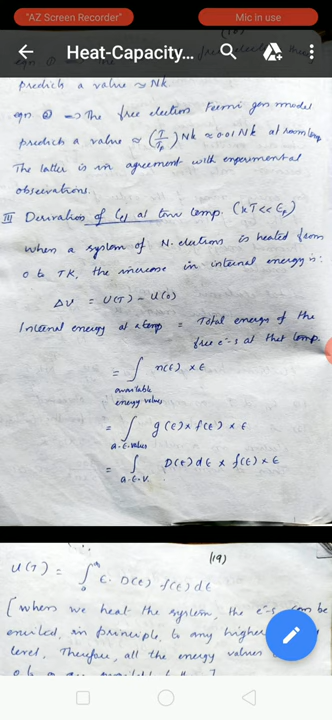 "AZ Screen Recorder" Mic in use
Heat-Capacity...
predicts a value ≈ Nk
eqn ② => The free electron Fermi gas model
predicts a value ≈ (T/T_F) Nk ≈ 0.01 Nk at room temp
The latter is in agreement with experimental
observations.
III Derivation of Cel at low temp. (kT << EF)
When a system of N-electrons is heated from
0 to TK, the increase in internal energy is:
ΔU = U(T) - U(0)
Internal energy at a temp = Total energy of the
free e⁻s at that temp.
= ∫ n(ε) × ε
available
energy values
= ∫ g(ε) × f(ε) × ε
a.E.values
= ∫ D(ε) dε × f(ε) × ε
a.E.V.
(19)
U(T) = ∫₀^∞ ε. D(ε) f(ε) dε
[When we heat the system, the e⁻s can be
excited, in principle, to any higher
level. Therefore, all the energy values